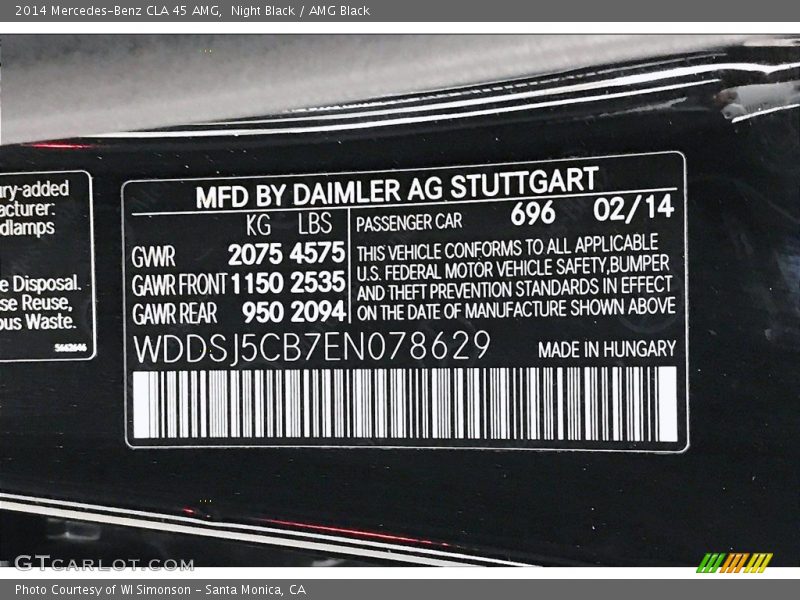 2014 Mercedes-Benz CLA 45 AMG, Night Black / AMG Black
ry-added
acturer:
dlamps
e Disposal.
se Reuse,
ous Waste.
5662646
MFD BY DAIMLER AG STUTTGART
KG LBS PASSENGER CAR 696 02/14
GWR 2075 4575
GAWR FRONT 1150 2535
GAWR REAR 950 2094
THIS VEHICLE CONFORMS TO ALL APPLICABLE
U.S. FEDERAL MOTOR VEHICLE SAFETY,BUMPER
AND THEFT PREVENTION STANDARDS IN EFFECT
ON THE DATE OF MANUFACTURE SHOWN ABOVE
WDDSJ5CB7EN078629 MADE IN HUNGARY
GTCARLOT.COM
Photo Courtesy of WI Simonson - Santa Monica, CA